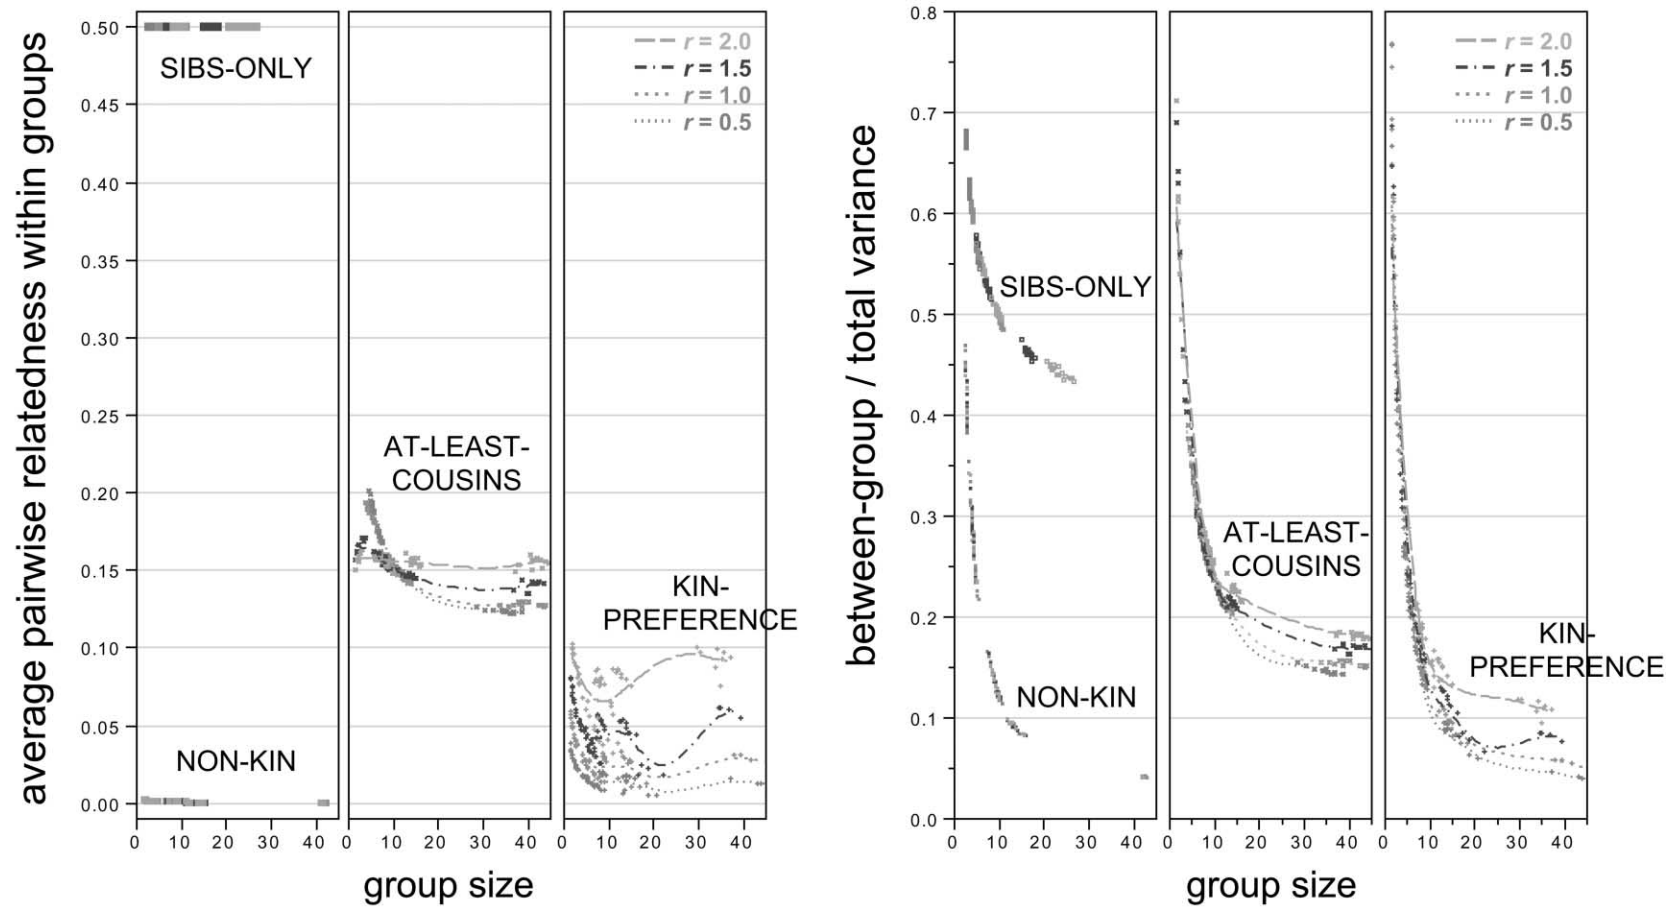 average pairwise relatedness within groups
0.50
0.45
0.40
0.35
0.30
0.25
0.20
0.15
0.10
0.05
0.00
SIBS-ONLY
NON-KIN
0 10 20 30 40
AT-LEAST-
COUSINS
0 10 20 30 40
r = 2.0
r = 1.5
r = 1.0
r = 0.5
KIN-
PREFERENCE
0 10 20 30 40
group size
between-group / total variance
0.8
0.7
0.6
0.5
0.4
0.3
0.2
0.1
0.0
SIBS-ONLY
NON-KIN
0 10 20 30 40
AT-LEAST-
COUSINS
0 10 20 30 40
r = 2.0
r = 1.5
r = 1.0
r = 0.5
KIN-
PREFERENCE
0 10 20 30 40
group size